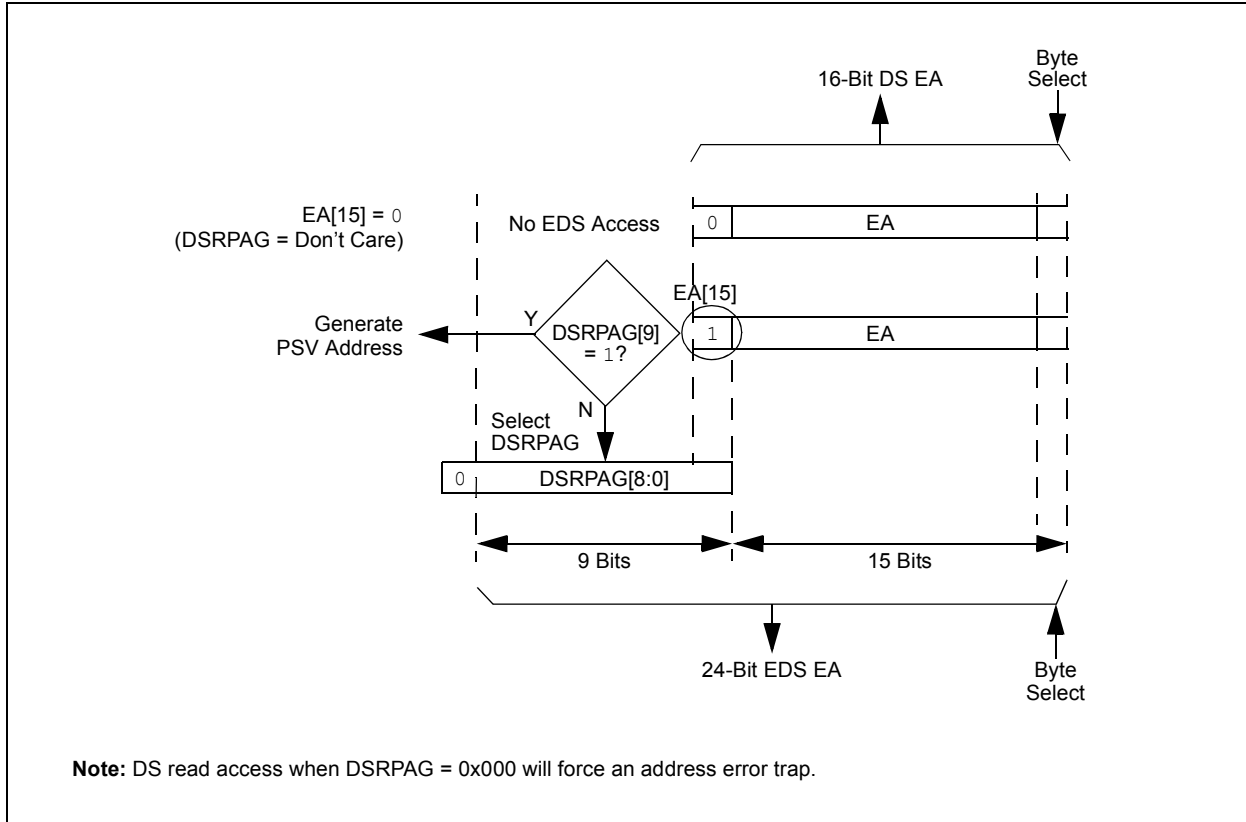 16-Bit DS EA
Byte
Select
EA[15] = 0
(DSRPAG = Don't Care)
No EDS Access
0
EA
EA[15]
Generate
PSV Address
Y
DSRPAG[9]
= 1?
1
EA
N
Select
DSRPAG
0
DSRPAG[8:0]
9 Bits
15 Bits
24-Bit EDS EA
Byte
Select
Note: DS read access when DSRPAG = 0x000 will force an address error trap.